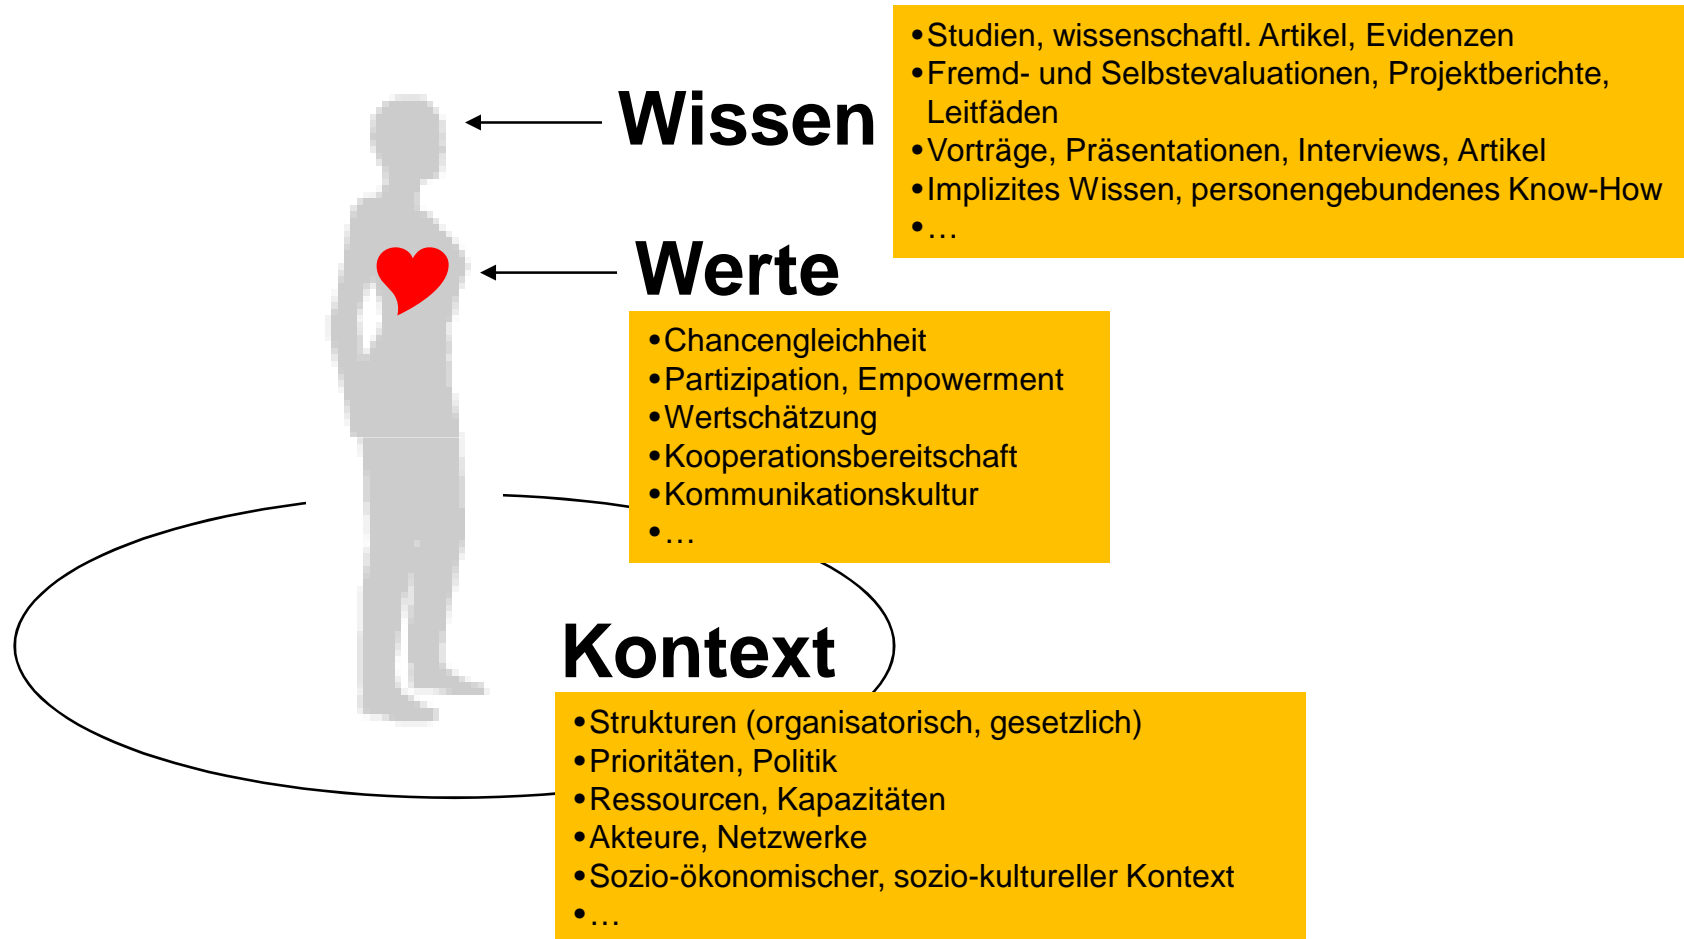 Wissen
•Studien, wissenschaftl. Artikel, Evidenzen
•Fremd- und Selbstevaluationen, Projektberichte,
Leitfäden
•Vorträge, Präsentationen, Interviews, Artikel
•Implizites Wissen, personengebundenes Know-How
•…
Werte
•Chancengleichheit
•Partizipation, Empowerment
•Wertschätzung
•Kooperationsbereitschaft
•Kommunikationskultur
•…
Kontext
•Strukturen (organisatorisch, gesetzlich)
•Prioritäten, Politik
•Ressourcen, Kapazitäten
•Akteure, Netzwerke
•Sozio-ökonomischer, sozio-kultureller Kontext
•…